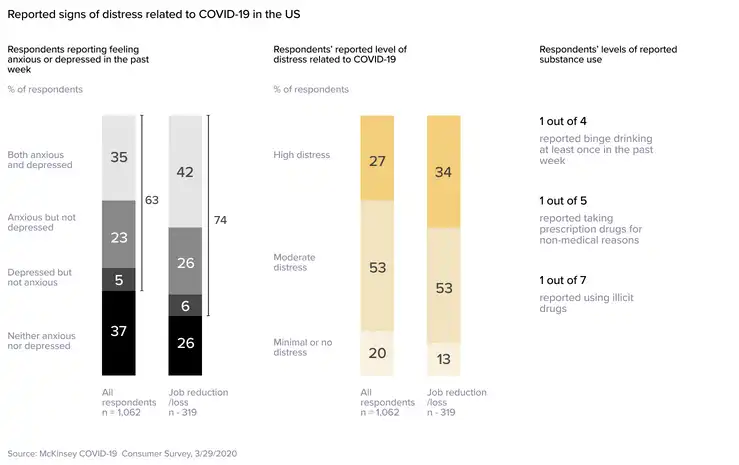 Reported signs of distress related to COVID-19 in the US
Respondents reporting feeling
anxious or depressed in the past
week
% of respondents
Both anxious
and depressed
Anxious but not
depressed
Depressed but
not anxious
Neither anxious
nor depressed
35
23
5
37
63
42
26
6
26
74
All
respondents
n = 1,062
Job reduction
/loss
n - 319
Respondents' reported level of
distress related to COVID-19
% of respondents
High distress
Moderate
distress
Minimal or no
distress
27
53
20
34
53
13
All
respondents
n = 1,062
Job reduction
/loss
n - 319
Respondents' levels of reported
substance use
1 out of 4
reported binge drinking
at least once in the past
week
1 out of 5
reported taking
prescription drugs for
non-medical reasons
1 out of 7
reported using illicit
drugs
Source: McKinsey COVID-19 Consumer Survey, 3/29/2020